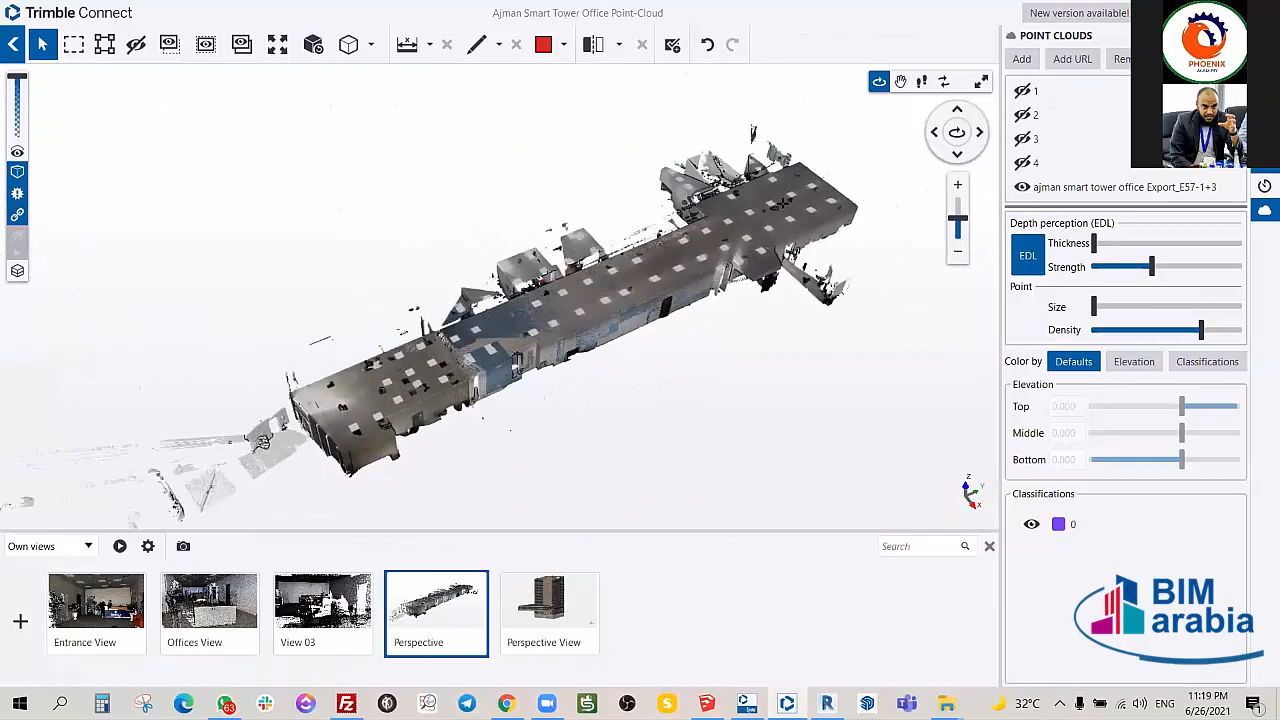 Trimble Connect
Ajman Smart Tower Office Point-Cloud
New version available!
POINT CLOUDS
Add
Add URL
Rem
PHOENIX
ACADEMY
1
2
3
4
ajman smart tower office Export_E57-1+3
Depth perception (EDL)
EDL
Thickness
Strength
Point
Size
Density
Color by
Defaults
Elevation
Classifications
Elevation
Top
0.000
Middle
0.000
Bottom
0.000
Classifications
0
Z
Y
X
Own views
Search
Entrance View
Offices View
View 03
Perspective
Perspective View
BIM
arabia
63
32°C
ENG
11:19 PM
6/26/2021